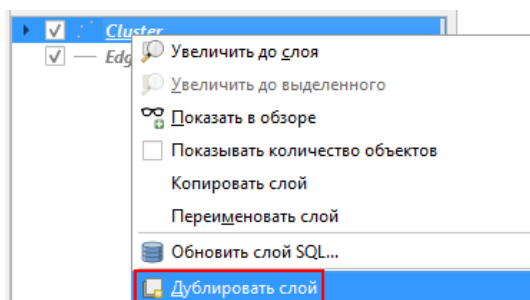 Cluster
Edg
Увеличить до слоя
Увеличить до выделенного
Показать в обзоре
Показывать количество объектов
Копировать слой
Переименовать слой
Обновить слой SQL...
Дублировать слой